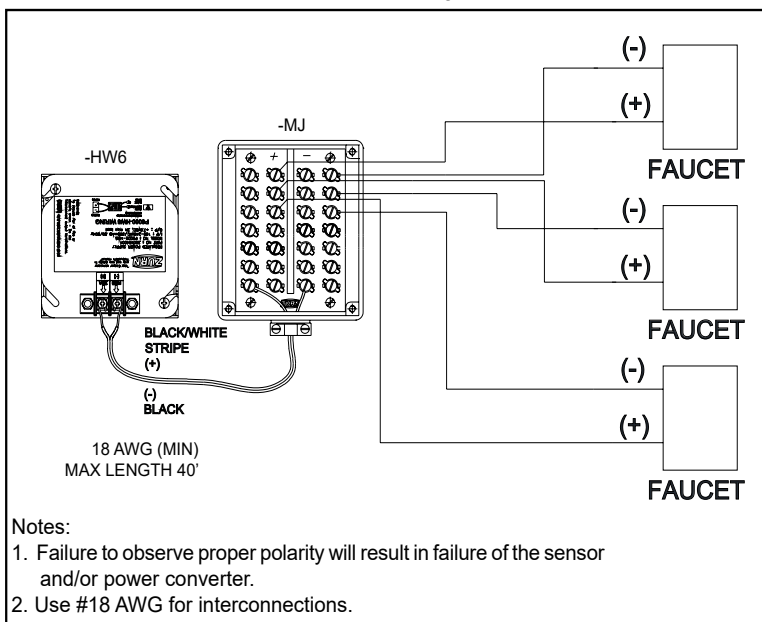 (-)
(+)
FAUCET
-MJ
-HW6
+ −
(-)
(+)
FAUCET
ZURN
BLACK/WHITE
STRIPE
(+)
(-)
BLACK
(-)
(+)
FAUCET
18 AWG (MIN)
MAX LENGTH 40’
Notes:
1. Failure to observe proper polarity will result in failure of the sensor
and/or power converter.
2. Use #18 AWG for interconnections.